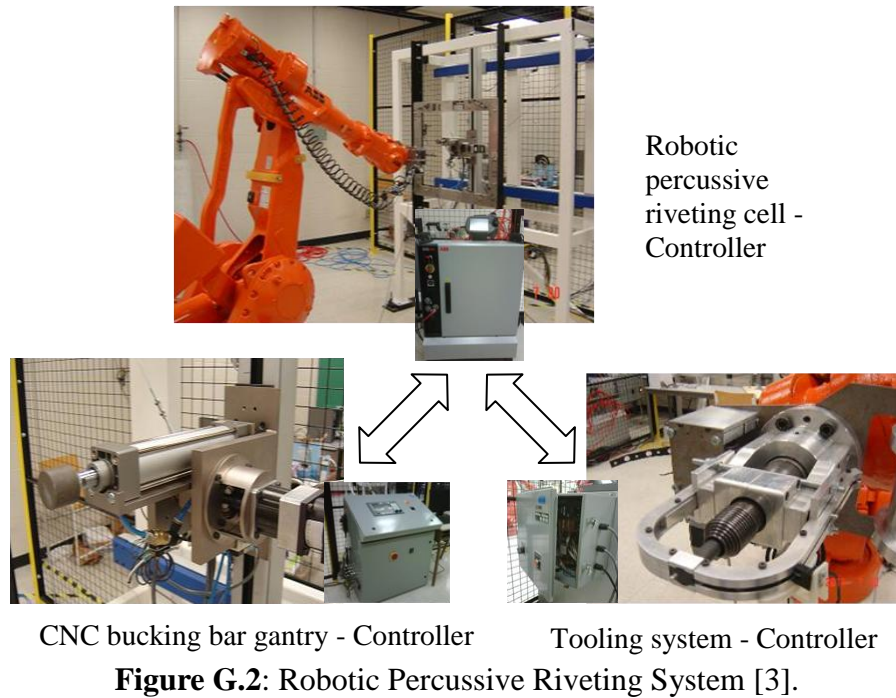 ABB
Robotic
percussive
riveting cell -
Controller
CNC bucking bar gantry - Controller
Tooling system - Controller
Figure G.2: Robotic Percussive Riveting System [3].